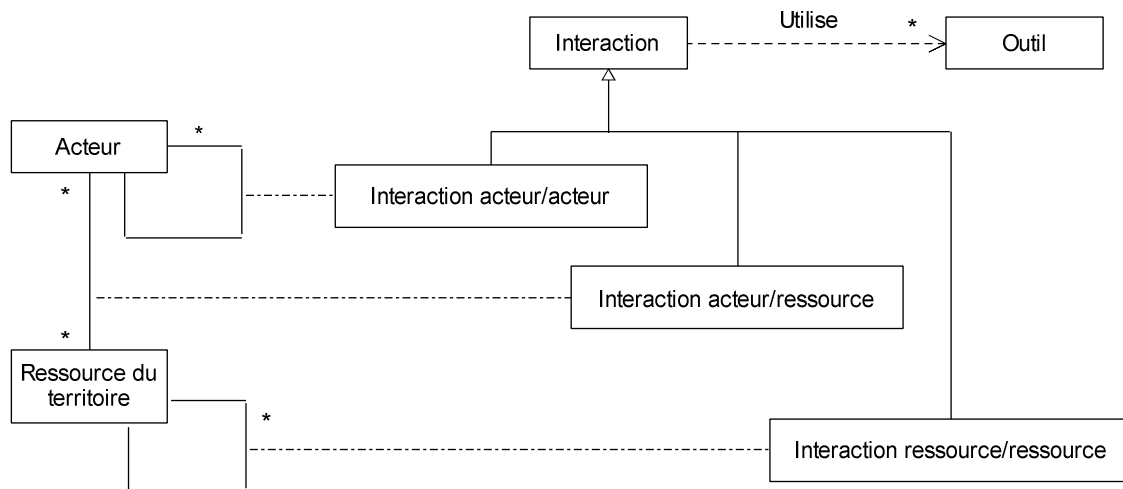 Utilise
*
Interaction
Outil
*
Acteur
*
Interaction acteur/acteur
Interaction acteur/ressource
*
Ressource du
territoire
*
Interaction ressource/ressource